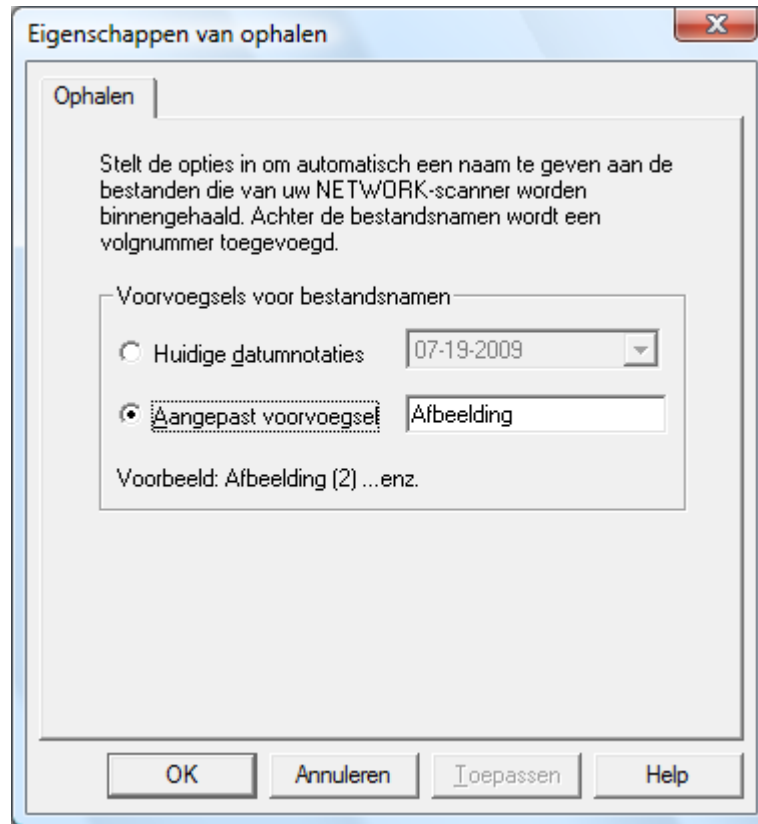 Eigenschappen van ophalen
Ophalen
Stelt de opties in om automatisch een naam te geven aan de
bestanden die van uw NETWORK-scanner worden
binnengehaald. Achter de bestandsnamen wordt een
volgnummer toegevoegd.
Voorvoegsels voor bestandsnamen
Huidige datumnotaties 07-19-2009
Aangepast voorvoegsel Afbeelding
Voorbeeld: Afbeelding (2) ...enz.
OK Annuleren Toepassen Help